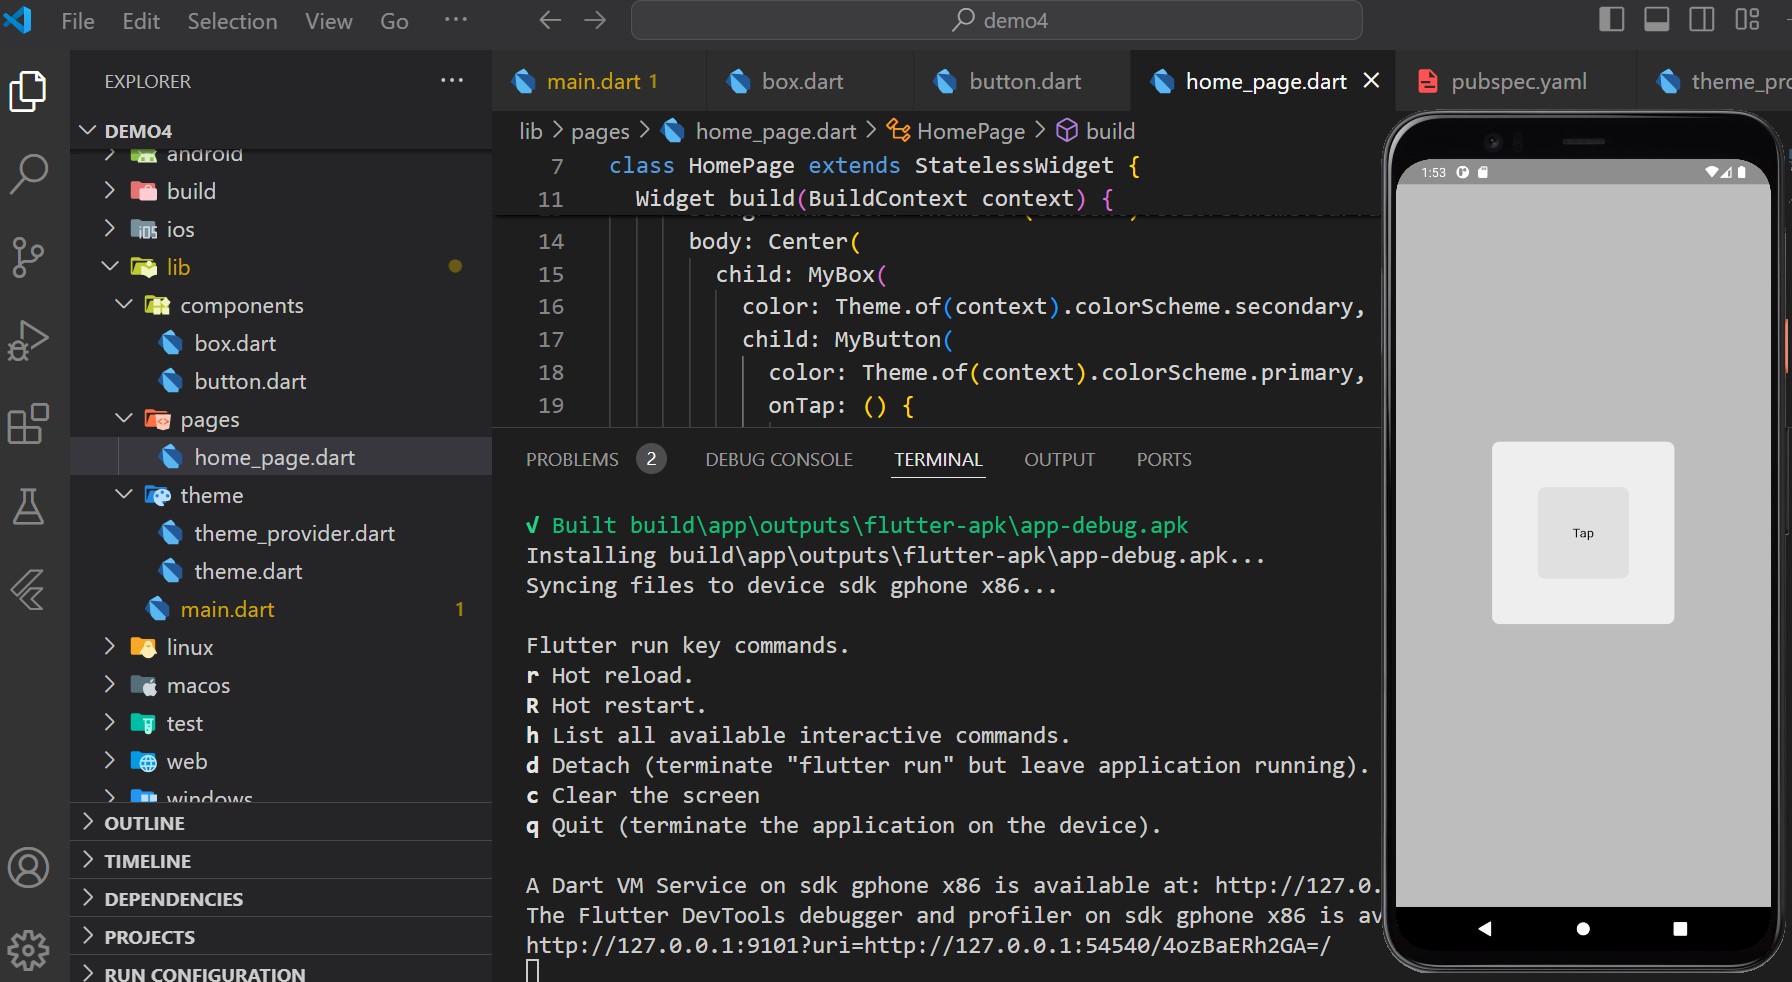 File Edit Selection View Go ··· demo4
EXPLORER ···
DEMO4
android
build
ios
lib
components
box.dart
button.dart
pages
home_page.dart
theme
theme_provider.dart
theme.dart
main.dart 1
linux
macos
test
web
windows
OUTLINE
TIMELINE
DEPENDENCIES
PROJECTS
RUN CONFIGURATION
main.dart 1 box.dart button.dart home_page.dart pubspec.yaml theme_pro
lib > pages > home_page.dart > HomePage > build
7 class HomePage extends StatelessWidget {
11 Widget build(BuildContext context) {
14 body: Center(
15 child: MyBox(
16 color: Theme.of(context).colorScheme.secondary,
17 child: MyButton(
18 color: Theme.of(context).colorScheme.primary,
19 onTap: () {
PROBLEMS 2 DEBUG CONSOLE TERMINAL OUTPUT PORTS
√ Built build\app\outputs\flutter-apk\app-debug.apk
Installing build\app\outputs\flutter-apk\app-debug.apk...
Syncing files to device sdk gphone x86...
Flutter run key commands.
r Hot reload.
R Hot restart.
h List all available interactive commands.
d Detach (terminate "flutter run" but leave application running).
c Clear the screen
q Quit (terminate the application on the device).
A Dart VM Service on sdk gphone x86 is available at: http://127.0.
The Flutter DevTools debugger and profiler on sdk gphone x86 is av
http://127.0.0.1:9101?uri=http://127.0.0.1:54540/4ozBaERh2GA=/
1:53
Tap